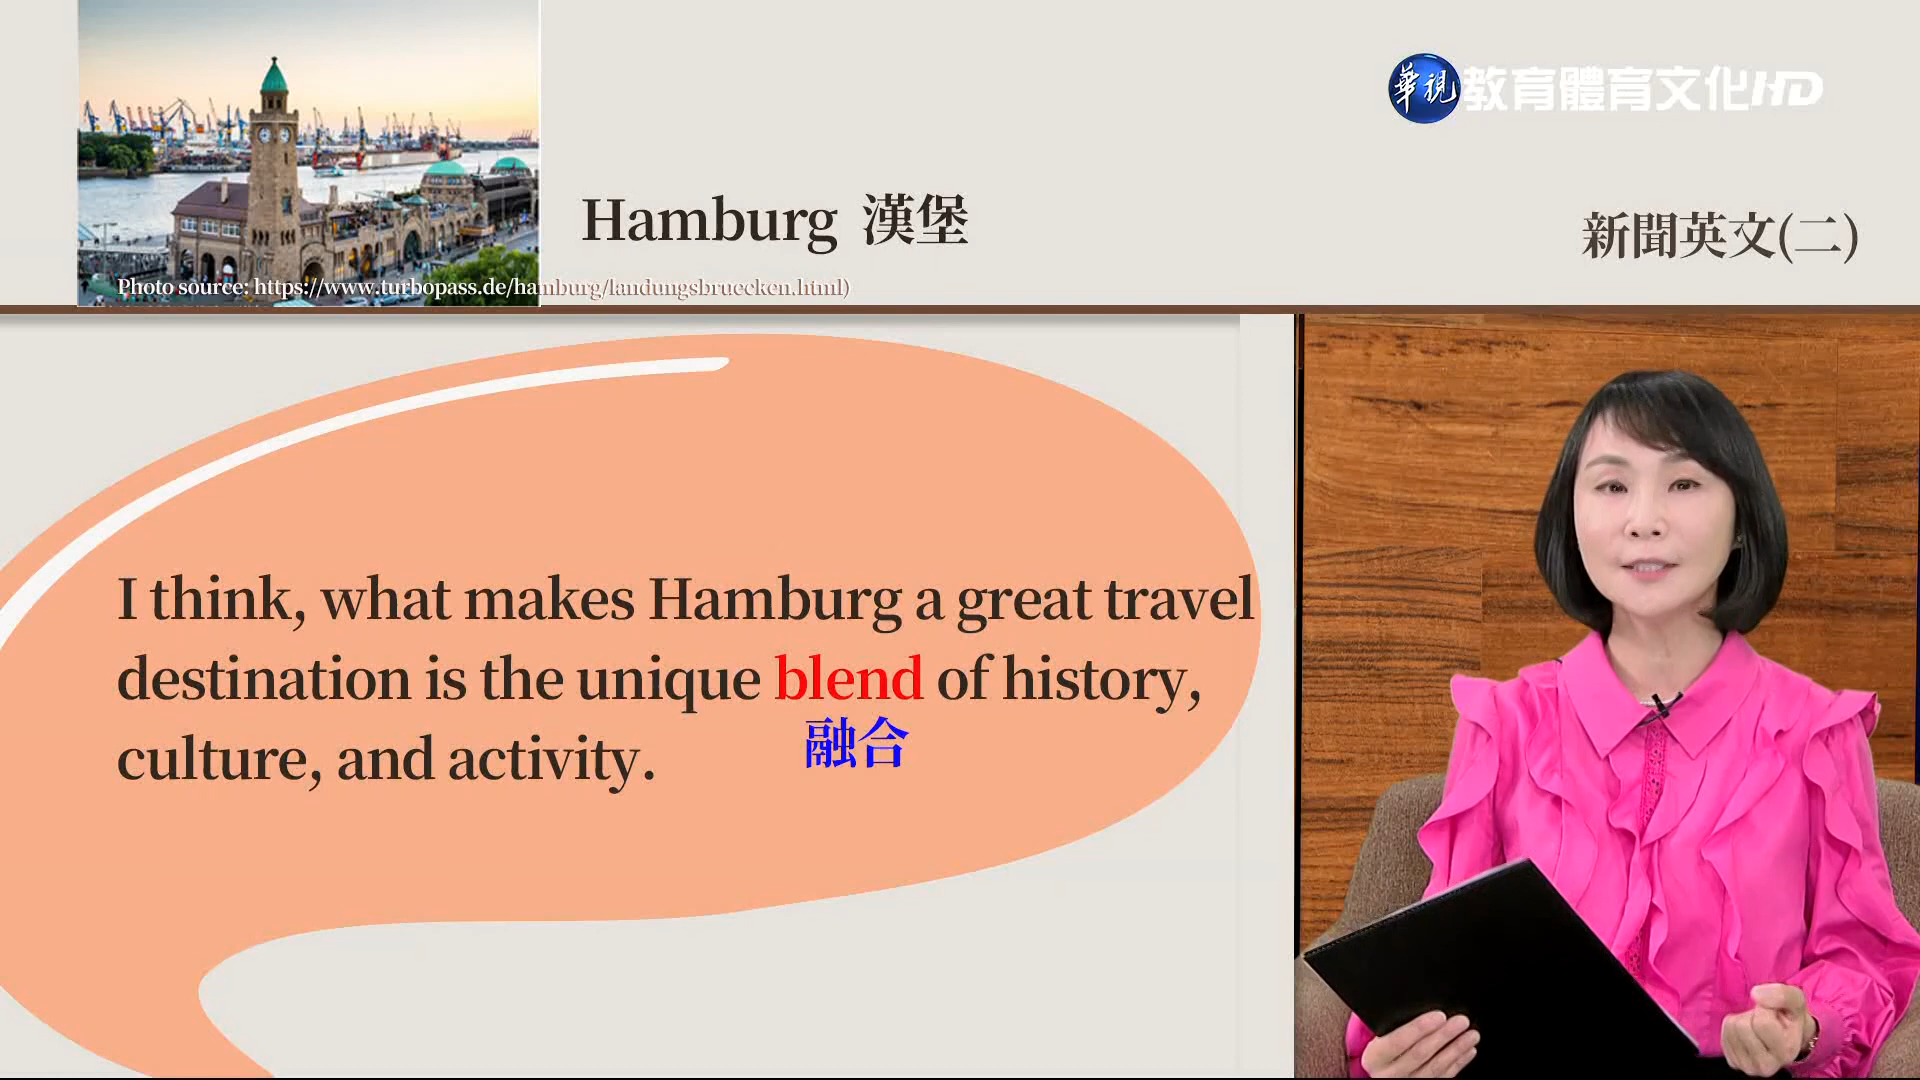 華視 教育體育文化HD
Hamburg 漢堡
新聞英文(二)
Photo source: https://www.turbopass.de/hamburg/landungsbruecken.html)
I think, what makes Hamburg a great travel
destination is the unique blend of history,
融合
culture, and activity.